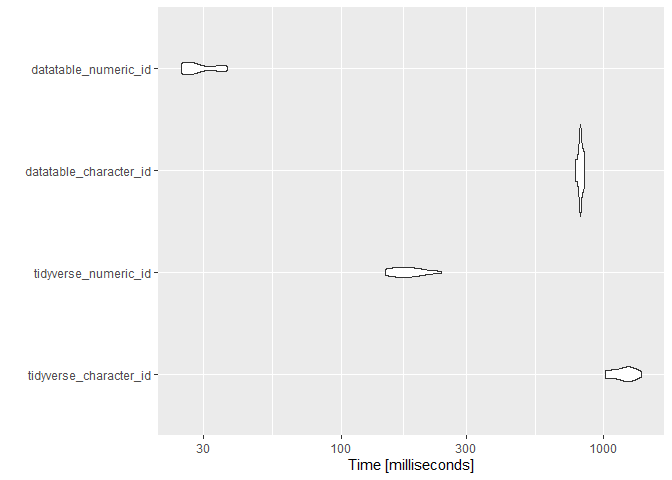 datatable_numeric_id
datatable_character_id
tidyverse_numeric_id
tidyverse_character_id
30 100 300 1000
Time [milliseconds]